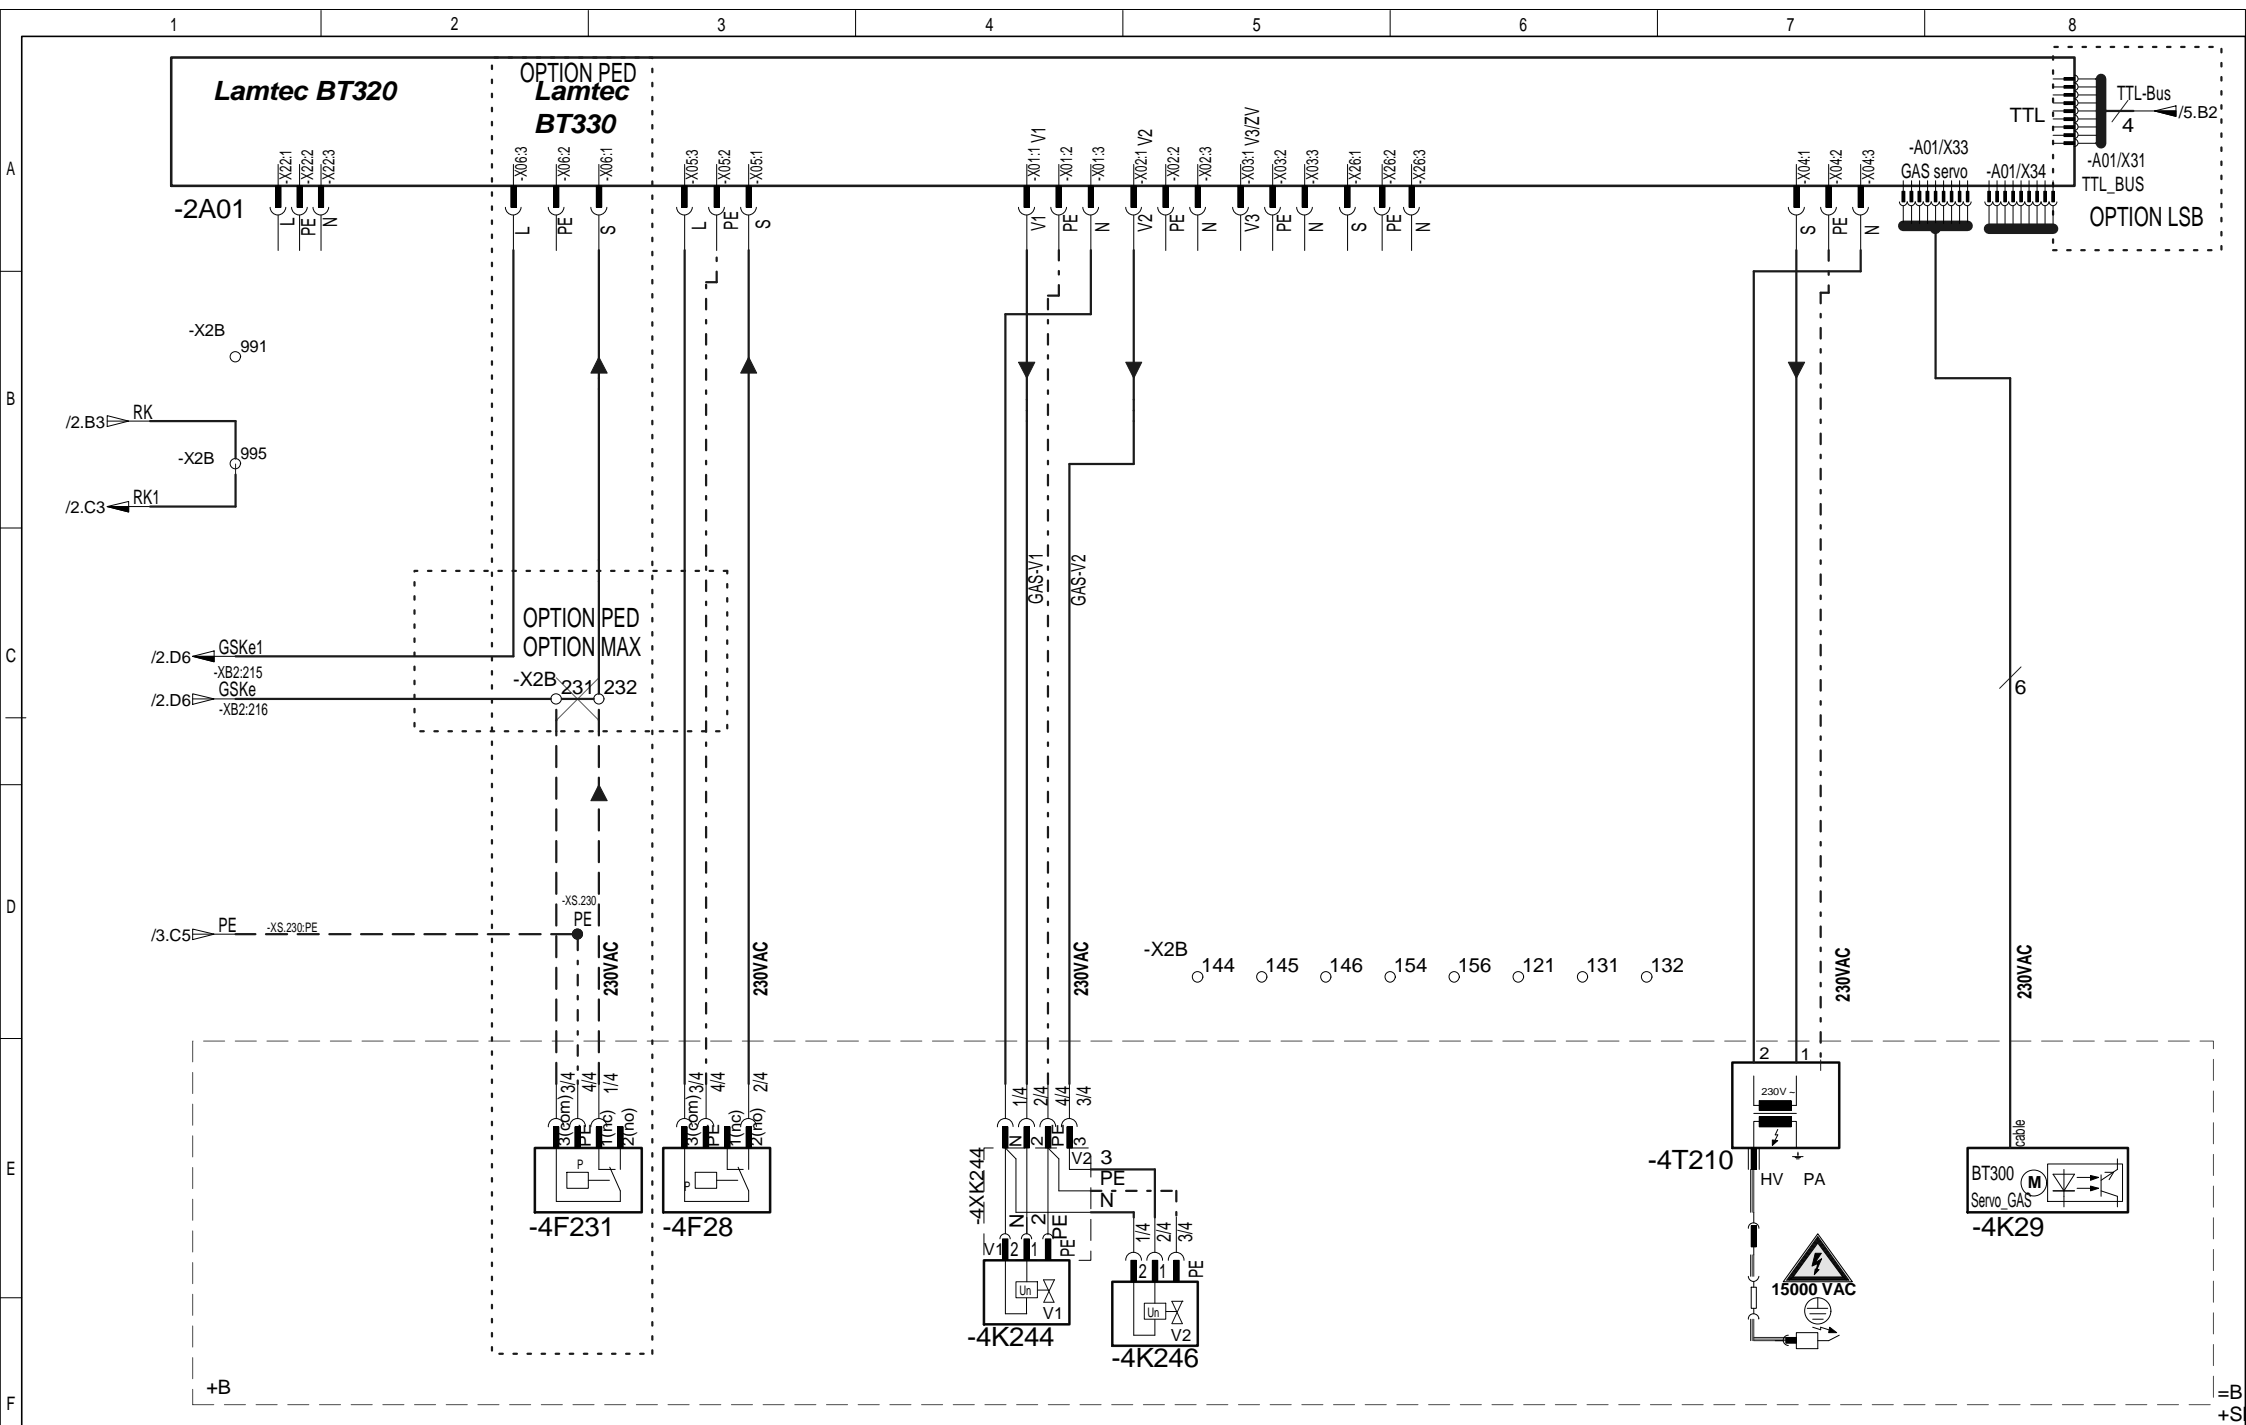 1 2 3 4 5 6 7 8
A
B
C
D
E
F
Lamtec BT320
OPTION PED
Lamtec
BT330
TTL
TTL-Bus
4
/5.B2
-A01/X31
TTL_BUS
OPTION LSB
-A01/X33
GAS servo
-A01/X34
-2A01
-X22:1
-X22:2
-X22:3
-X06:3
-X06:2
-X06:1
-X05:3
-X05:2
-X05:1
-X01:1 V1
-X01:2
-X01:3
-X02:1 V2
-X02:2
-X02:3
-X03:1 V3/ZV
-X03:2
-X03:3
-X26:1
-X26:2
-X26:3
-X04:1
-X04:2
-X04:3
L
PE
N
L
PE
S
L
PE
S
V1
PE
N
V2
PE
N
V3
PE
N
S
PE
N
S
PE
N
-X2B
991
/2.B3 RK
-X2B 995
/2.C3 RK1
GAS-V1
GAS-V2
OPTION PED
OPTION MAX
/2.D6 GSKe1
-XB2:215
/2.D6 GSKe
-XB2:216
-X2B 231 232
6
/3.C5 PE -XS.230:PE
-XS.230
PE
230VAC
230VAC
230VAC
230VAC
230VAC
-X2B 144 145 146 154 156 121 131 132
3/4
4/4
1/4
3(com)
PE
1(nc)
2(no)
P
-4F231
3/4
4/4
2/4
3(com)
PE
1(nc)
2(no)
P
-4F28
1/4
2/4
4/4
3/4
N
2
PE
3
-4XK244
V2 3
PE
N
N
2
PE
V1 2 1 PE
Un
V1
-4K244
1/4
2/4
3/4
2 1 PE
Un
V2
-4K246
2 1
230V ~
-4T210
HV PA
15000 VAC
cable
BT300
M
Servo_GAS
-4K29
+B
=B